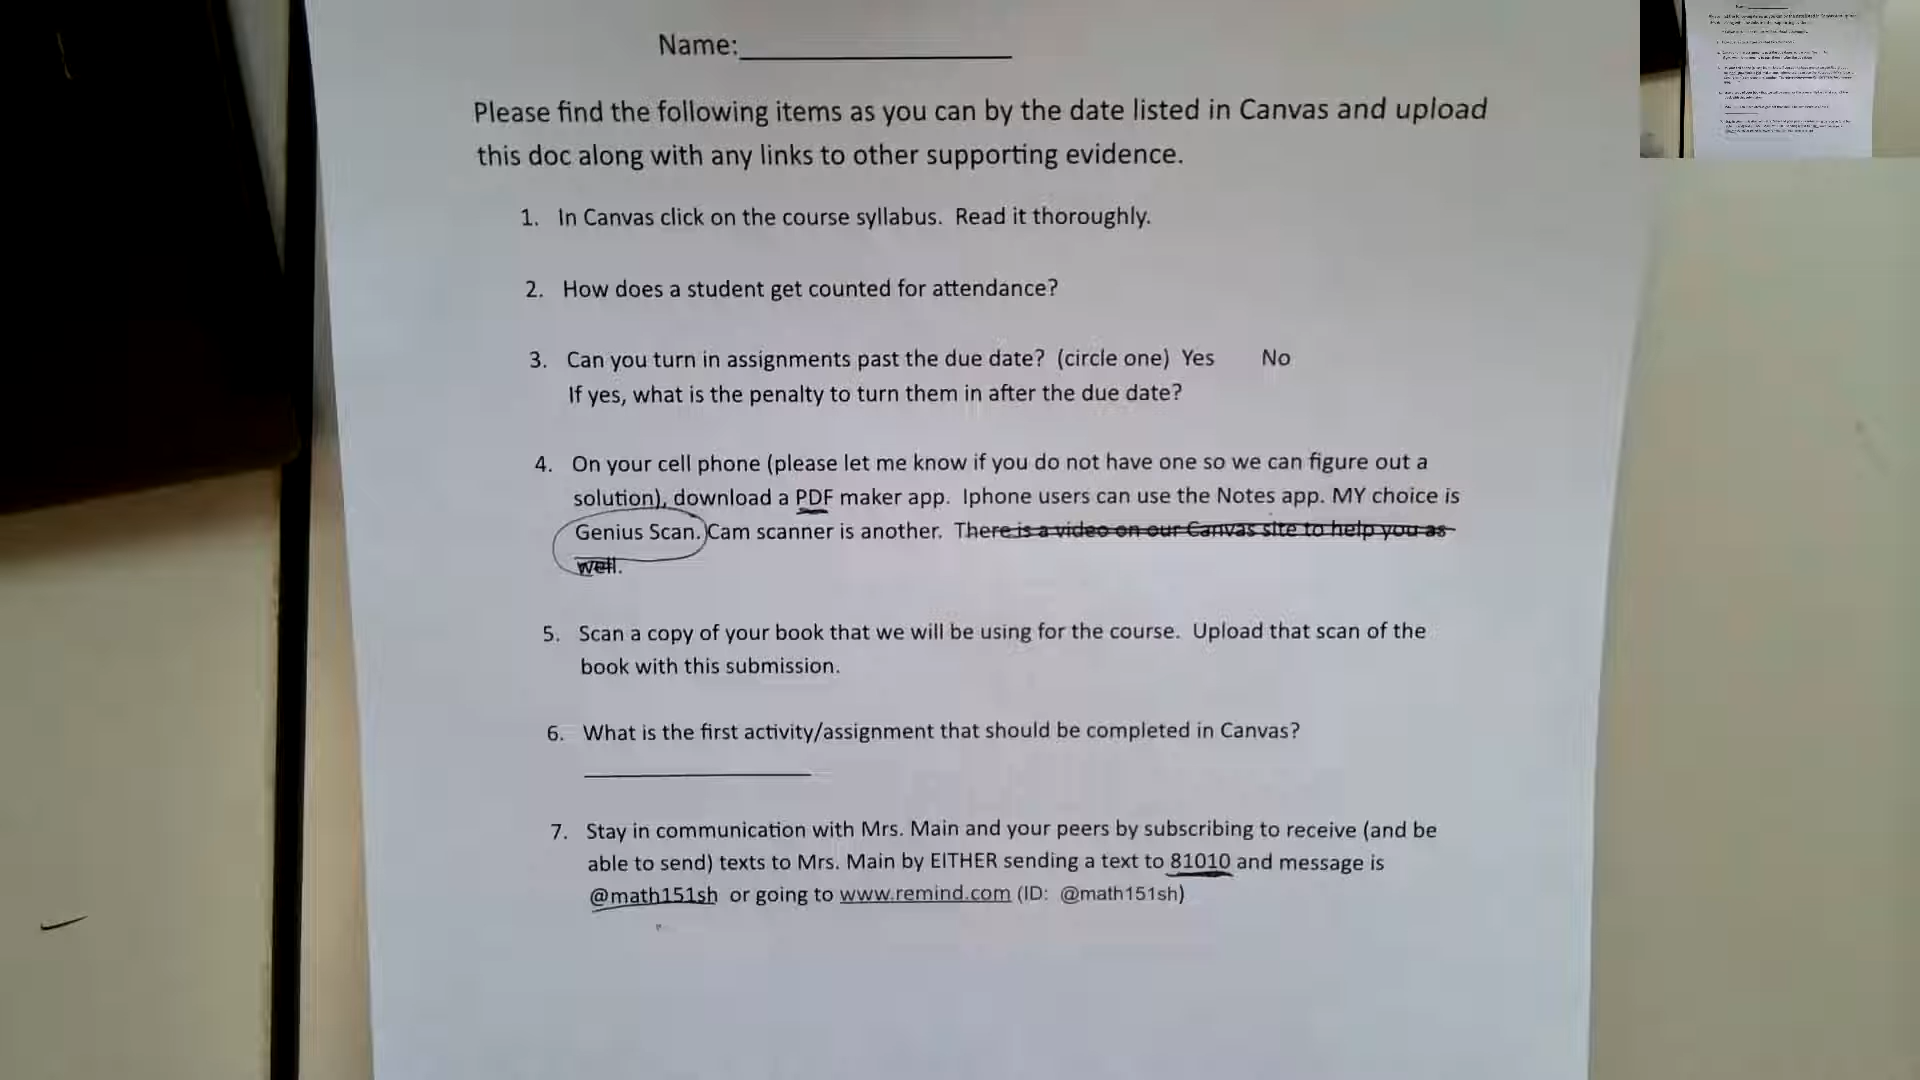 Name:____________________
Please find the following items as you can by the date listed in Canvas and upload
this doc along with any links to other supporting evidence.
1. In Canvas click on the course syllabus. Read it thoroughly.
2. How does a student get counted for attendance?
3. Can you turn in assignments past the due date? (circle one) Yes No
If yes, what is the penalty to turn them in after the due date?
4. On your cell phone (please let me know if you do not have one so we can figure out a
solution), download a PDF maker app. Iphone users can use the Notes app. MY choice is
Genius Scan. Cam scanner is another. There is a video on our Canvas site to help you as
well.
5. Scan a copy of your book that we will be using for the course. Upload that scan of the
book with this submission.
6. What is the first activity/assignment that should be completed in Canvas?
7. Stay in communication with Mrs. Main and your peers by subscribing to receive (and be
able to send) texts to Mrs. Main by EITHER sending a text to 81010 and message is
@math151sh or going to www.remind.com (ID: @math151sh)